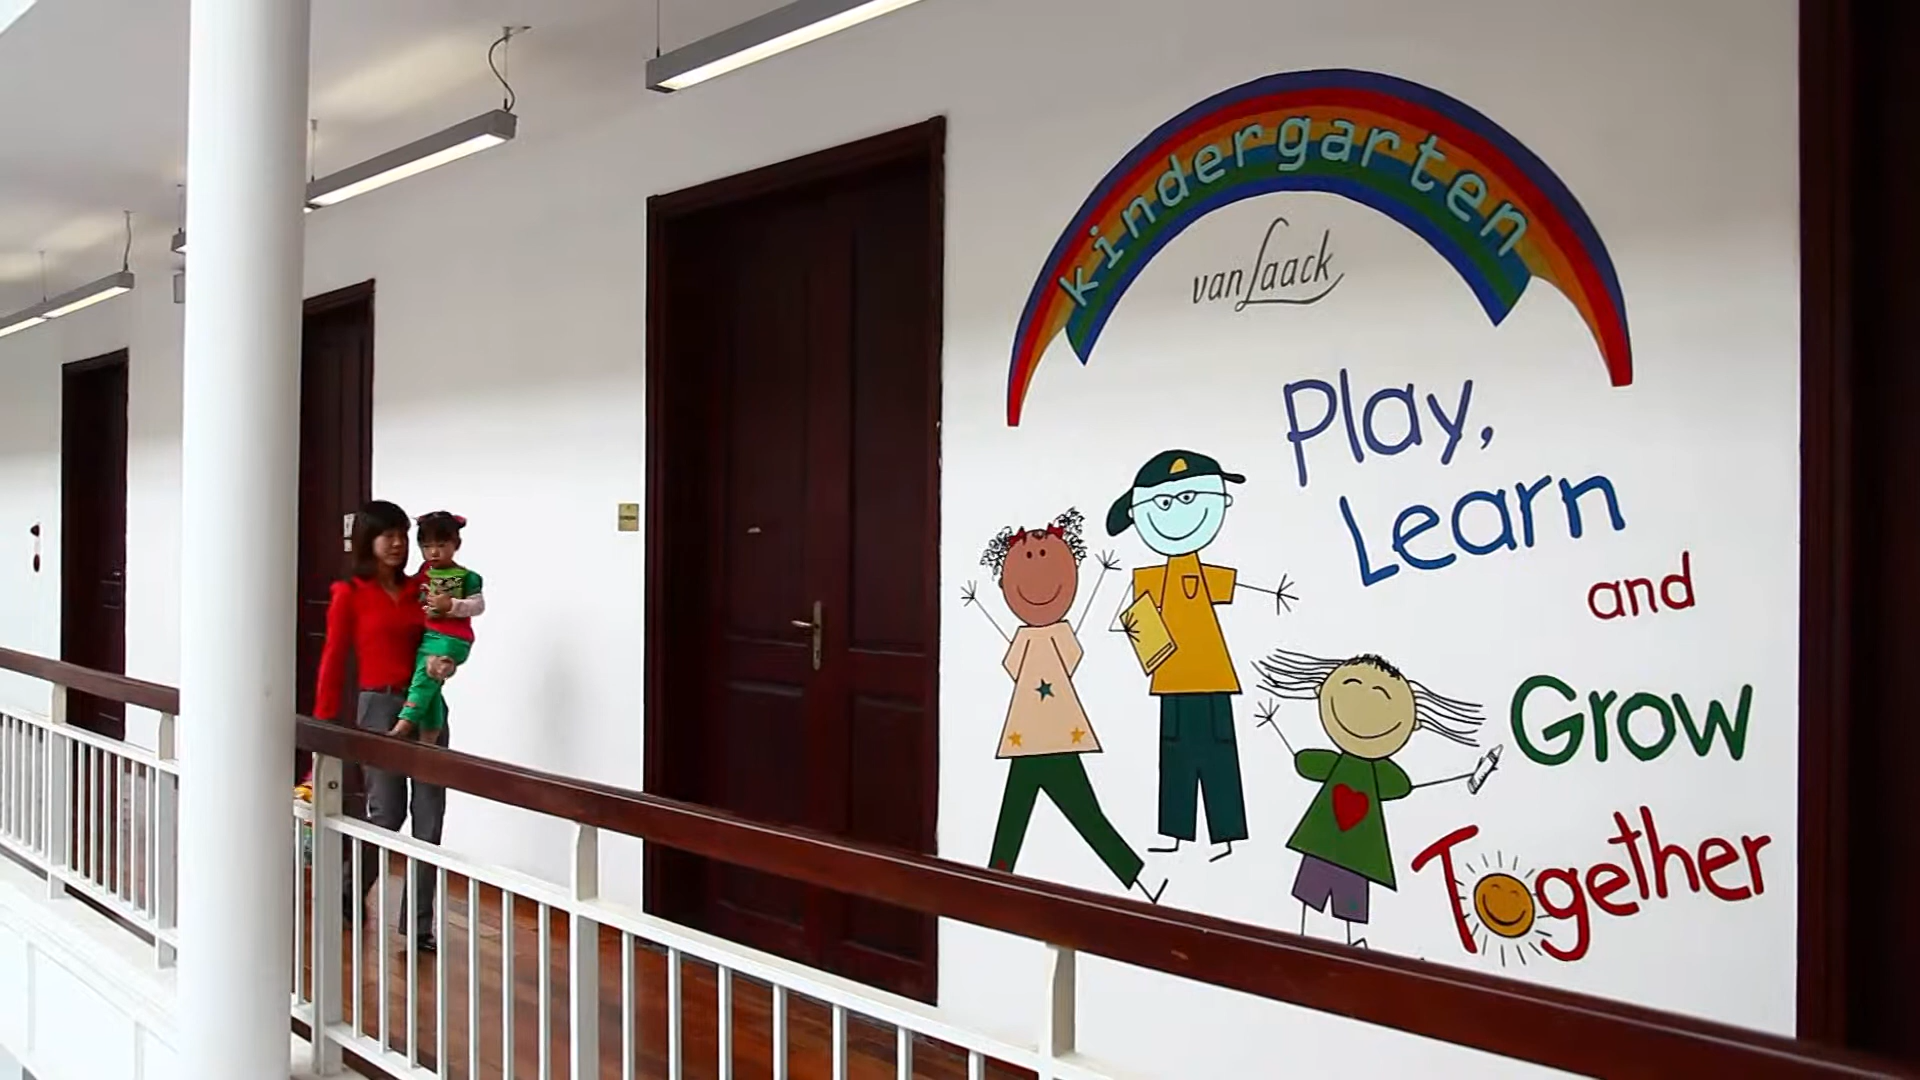 kindergarten
van Laack
Play,
Learn
and
Grow
Together